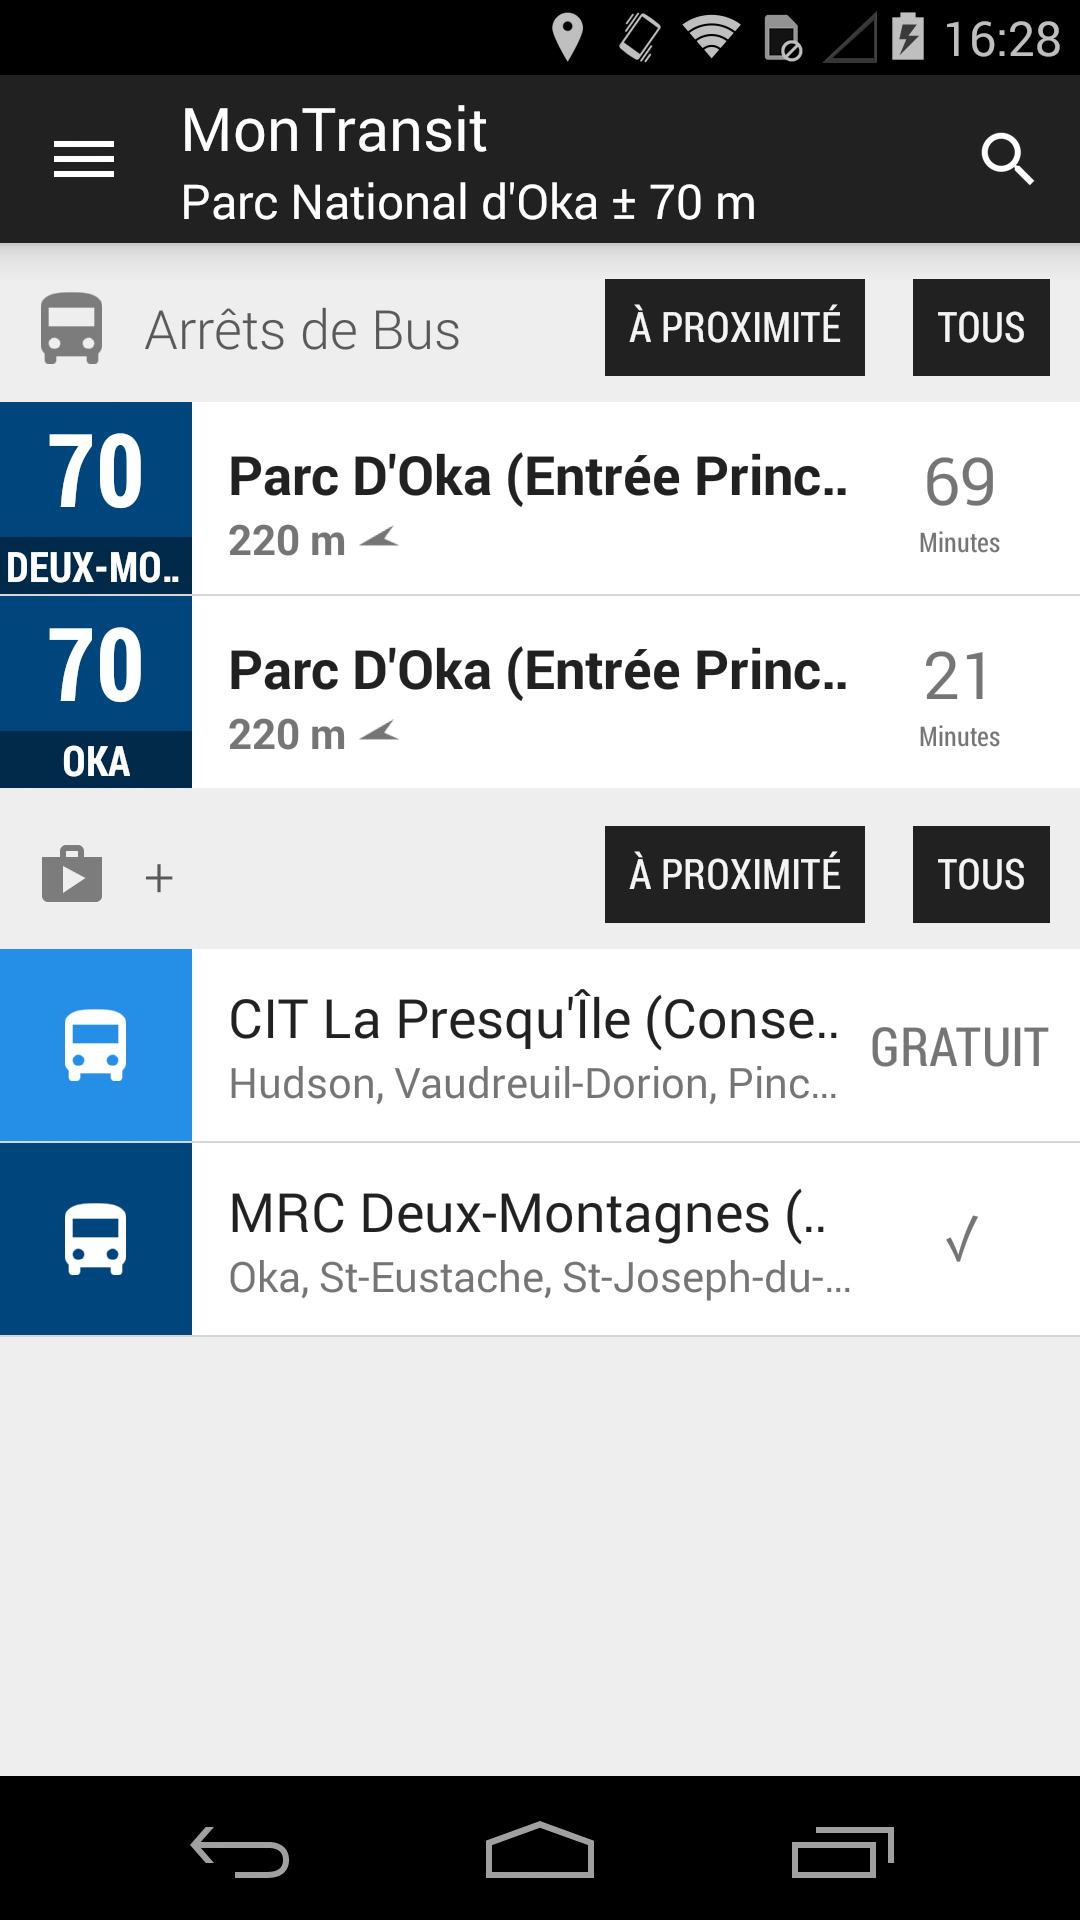 16:28
MonTransit
Parc National d'Oka ± 70 m
Arrêts de Bus
À PROXIMITÉ
TOUS
70
DEUX-MO..
Parc D'Oka (Entrée Princ..
220 m
69
Minutes
70
OKA
Parc D'Oka (Entrée Princ..
220 m
21
Minutes
+
À PROXIMITÉ
TOUS
CIT La Presqu'Île (Conse..
Hudson, Vaudreuil-Dorion, Pinc...
GRATUIT
MRC Deux-Montagnes (..
Oka, St-Eustache, St-Joseph-du-...
√